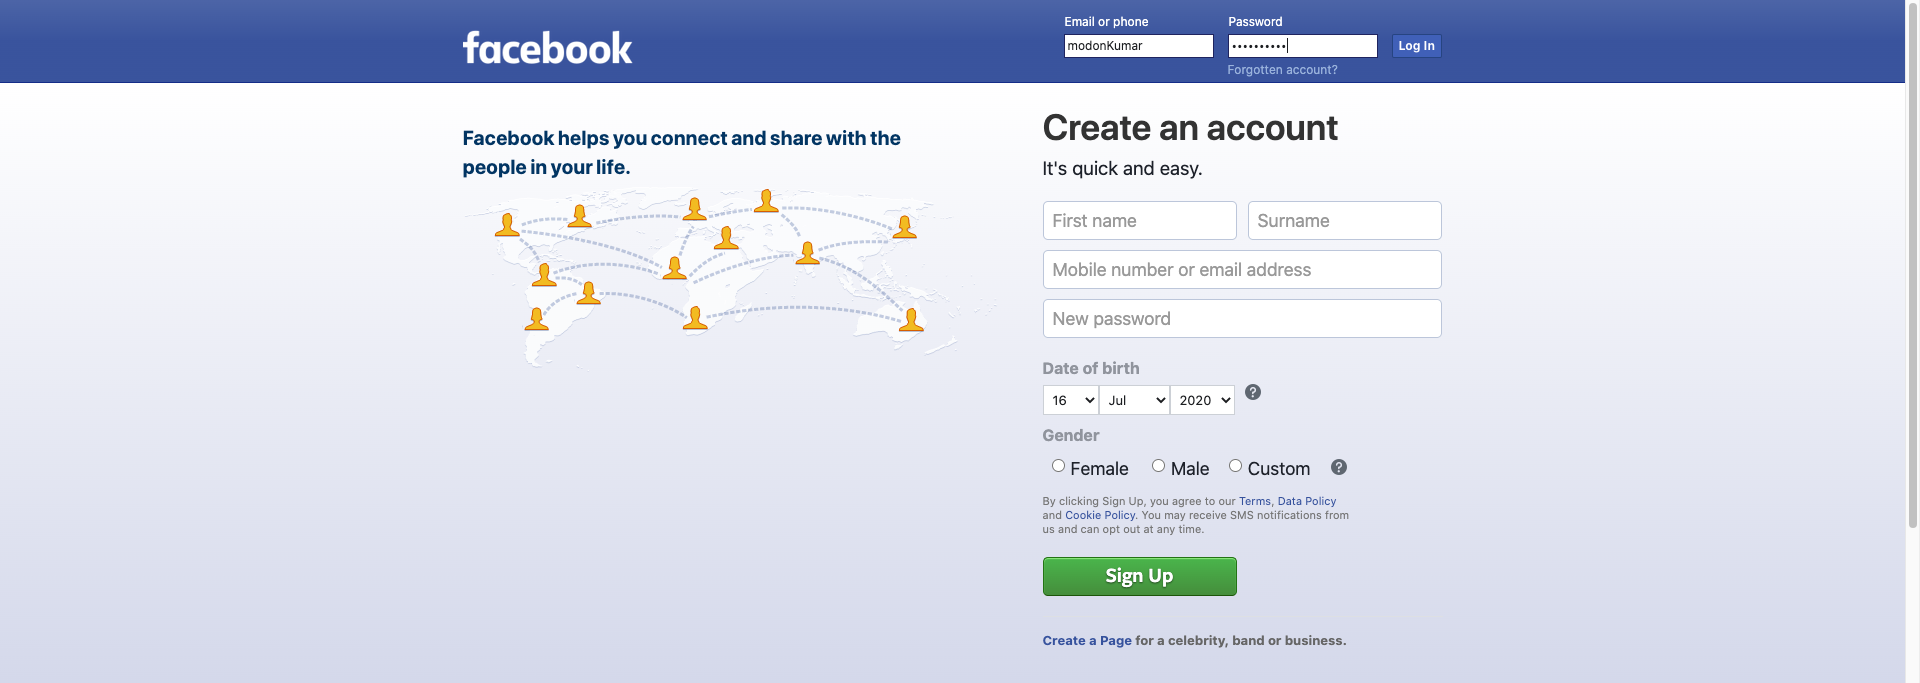 facebook
Email or phone
Password
modonKumar
••••••••••
Log In
Forgotten account?
Facebook helps you connect and share with the
people in your life.
Create an account
It's quick and easy.
First name
Surname
Mobile number or email address
New password
Date of birth
16
Jul
2020
?
Gender
Female
Male
Custom
?
By clicking Sign Up, you agree to our Terms, Data Policy
and Cookie Policy. You may receive SMS notifications from
us and can opt out at any time.
Sign Up
Create a Page for a celebrity, band or business.